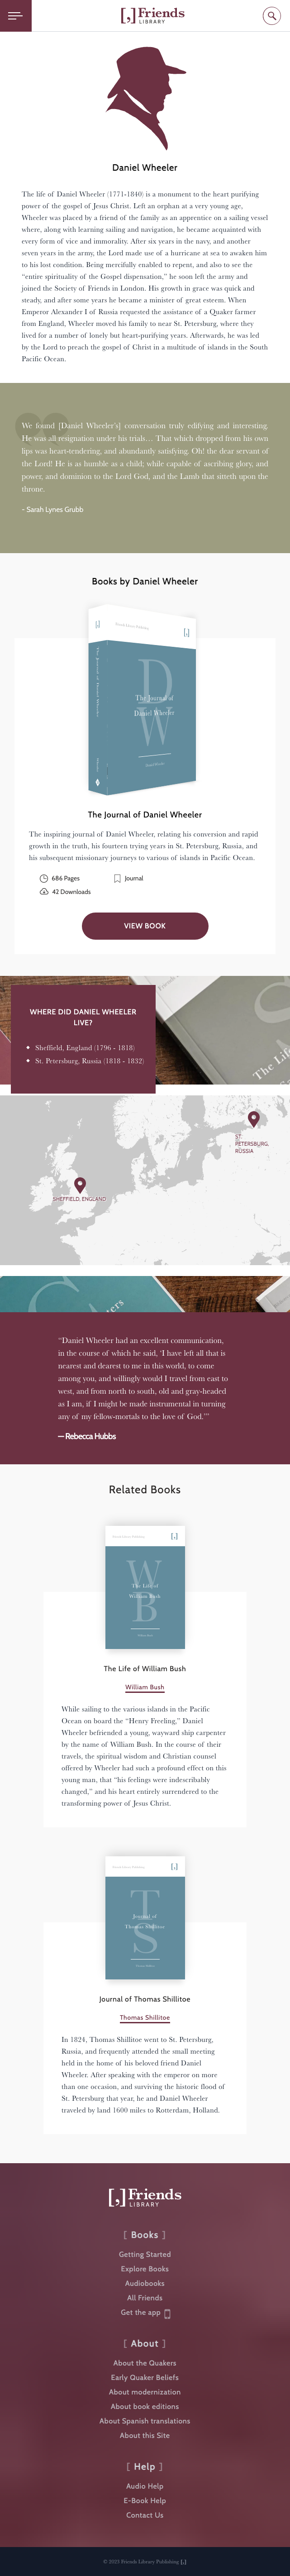 Friends
LIBRARY
Daniel Wheeler
The life of Daniel Wheeler (1771-1840) is a monument to the heart purifying
power of the gospel of Jesus Christ. Left an orphan at a very young age,
Wheeler was placed by a friend of the family as an apprentice on a sailing vessel
where, along with learning sailing and navigation, he became acquainted with
every form of vice and immorality. After six years in the navy, and another
seven years in the army, the Lord made use of a hurricane at sea to awaken him
to his lost condition. Being mercifully enabled to repent, and also to see the
“entire spirituality of the Gospel dispensation,” he soon left the army and
joined the Society of Friends in London. His growth in grace was quick and
steady, and after some years he became a minister of great esteem. When
Emperor Alexander I of Russia requested the assistance of a Quaker farmer
from England, Wheeler moved his family to near St. Petersburg, where they
lived for a number of lonely but heart-purifying years. Afterwards, he was led
by the Lord to preach the gospel of Christ in a multitude of islands in the South
Pacific Ocean.
We found [Daniel Wheeler's] conversation truly edifying and interesting.
He was all resignation under his trials… That which dropped from his own
lips was heart-tendering, and abundantly satisfying. Oh! the dear servant of
the Lord! He is as humble as a child; while capable of ascribing glory, and
power, and dominion to the Lord God, and the Lamb that sitteth upon the
throne.
- Sarah Lynes Grubb
Books by Daniel Wheeler
D
The Journal of
Daniel Wheeler
W
The Journal of Daniel Wheeler
The inspiring journal of Daniel Wheeler, relating his conversion and rapid
growth in the truth, his fourteen trying years in St. Petersburg, Russia, and
his subsequent missionary journeys to various of islands in Pacific Ocean.
686 Pages
Journal
42 Downloads
VIEW BOOK
WHERE DID DANIEL WHEELER
LIVE?
• Sheffield, England (1796 - 1818)
• St. Petersburg, Russia (1818 - 1832)
The Life
ST.
PETERSBURG,
RUSSIA
SHEFFIELD, ENGLAND
“Daniel Wheeler had an excellent communication,
in the course of which he said, ‘I have left all that is
nearest and dearest to me in this world, to come
among you, and willingly would I travel from east to
west, and from north to south, old and gray-headed
as I am, if I might be made instrumental in turning
any of my fellow-mortals to the love of God.’”
— Rebecca Hubbs
Related Books
W
The Life of
William Bush
B
The Life of William Bush
William Bush
While sailing to the various islands in the Pacific
Ocean on board the “Henry Freeling,” Daniel
Wheeler befriended a young, wayward ship carpenter
by the name of William Bush. In the course of their
travels, the spiritual wisdom and Christian counsel
offered by Wheeler had such a profound effect on this
young man, that “his feelings were indescribably
changed,” and his heart entirely surrendered to the
transforming power of Jesus Christ.
T
Journal of
Thomas Shillitoe
S
Journal of Thomas Shillitoe
Thomas Shillitoe
In 1824, Thomas Shillitoe went to St. Petersburg,
Russia, and frequently attended the small meeting
held in the home of his beloved friend Daniel
Wheeler. After speaking with the emperor on more
than one occasion, and surviving the historic flood of
St. Petersburg that year, he and Daniel Wheeler
traveled by land 1600 miles to Rotterdam, Holland.
Friends
LIBRARY
[ Books ]
Getting Started
Explore Books
Audiobooks
All Friends
Get the app
[ About ]
About the Quakers
Early Quaker Beliefs
About modernization
About book editions
About Spanish translations
About this Site
[ Help ]
Audio Help
E-Book Help
Contact Us
© 2023 Friends Library Publishing [,]